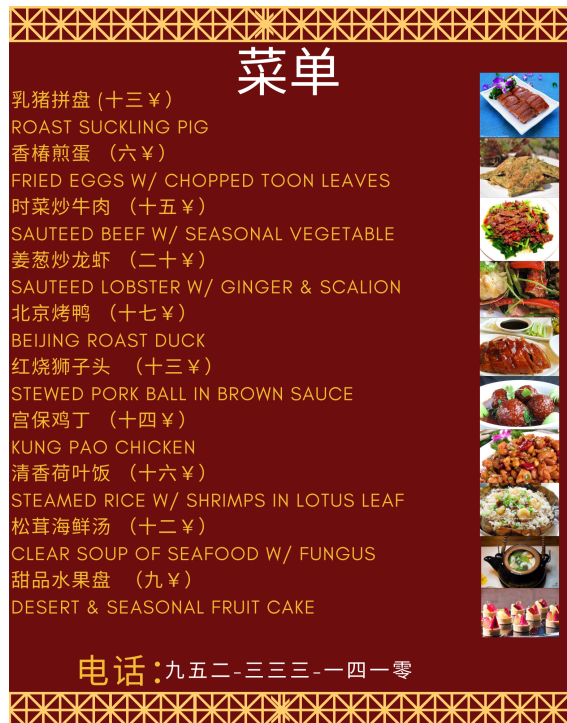 菜单
乳猪拼盘 (十三￥）
ROAST SUCKLING PIG
香椿煎蛋 （六￥）
FRIED EGGS W/ CHOPPED TOON LEAVES
时菜炒牛肉 （十五￥）
SAUTEED BEEF W/ SEASONAL VEGETABLE
姜葱炒龙虾 （二十￥）
SAUTEED LOBSTER W/ GINGER & SCALION
北京烤鸭 （十七￥）
BEIJING ROAST DUCK
红烧狮子头 （十三￥）
STEWED PORK BALL IN BROWN SAUCE
宫保鸡丁 （十四￥）
KUNG PAO CHICKEN
清香荷叶饭 （十六￥）
STEAMED RICE W/ SHRIMPS IN LOTUS LEAF
松茸海鲜汤 （十二￥）
CLEAR SOUP OF SEAFOOD W/ FUNGUS
甜品水果盘 （九￥）
DESERT & SEASONAL FRUIT CAKE
电话:九五二-三三三-一四一零